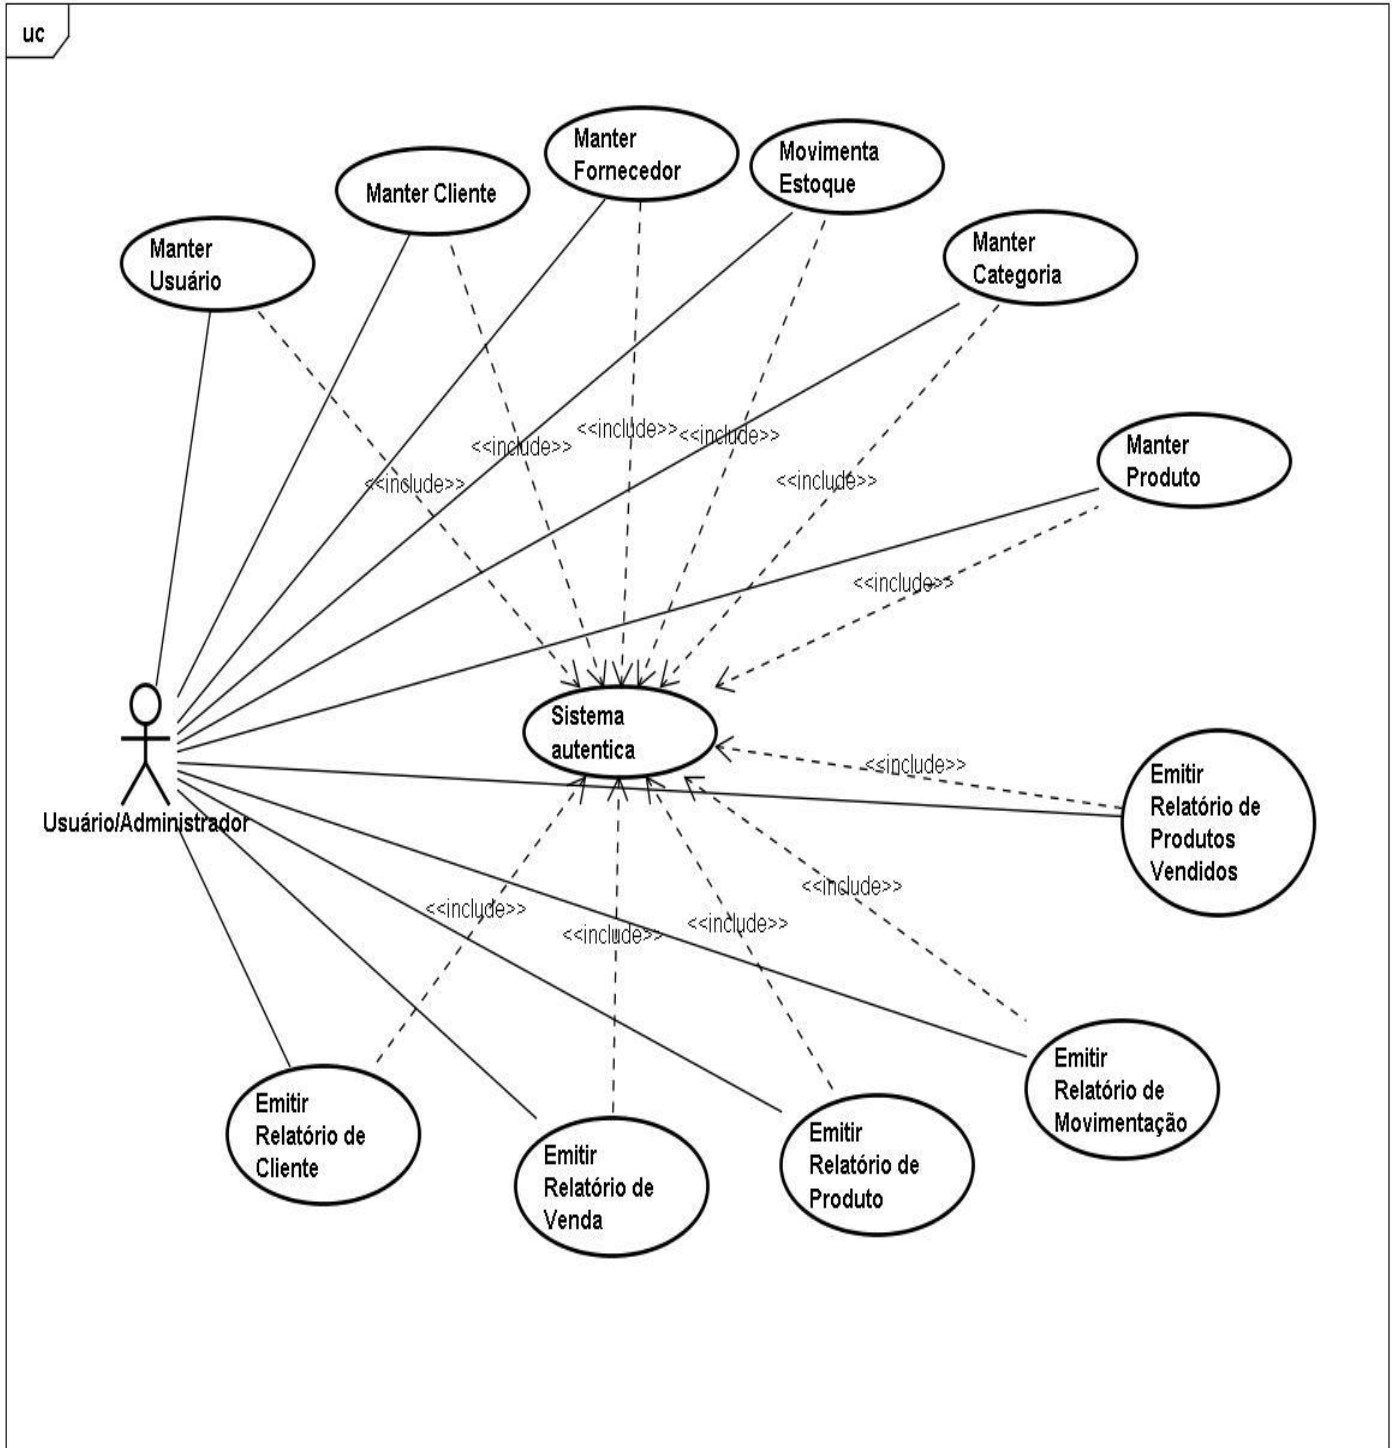 uc
Manter
Fornecedor
Movimenta
Estoque
Manter Cliente
Manter
Usuário
Manter
Categoria
<<include>>
<<include>>
<<include>>
<<include>>
<<include>>
Manter
Produto
<<include>>
Sistema
autentica
<<include>>
Emitir
Relatório de
Produtos
Vendidos
Usuário/Administrador
<<include>>
<<include>>
<<include>>
<<include>>
Emitir
Relatório de
Movimentação
Emitir
Relatório de
Cliente
Emitir
Relatório de
Venda
Emitir
Relatório de
Produto